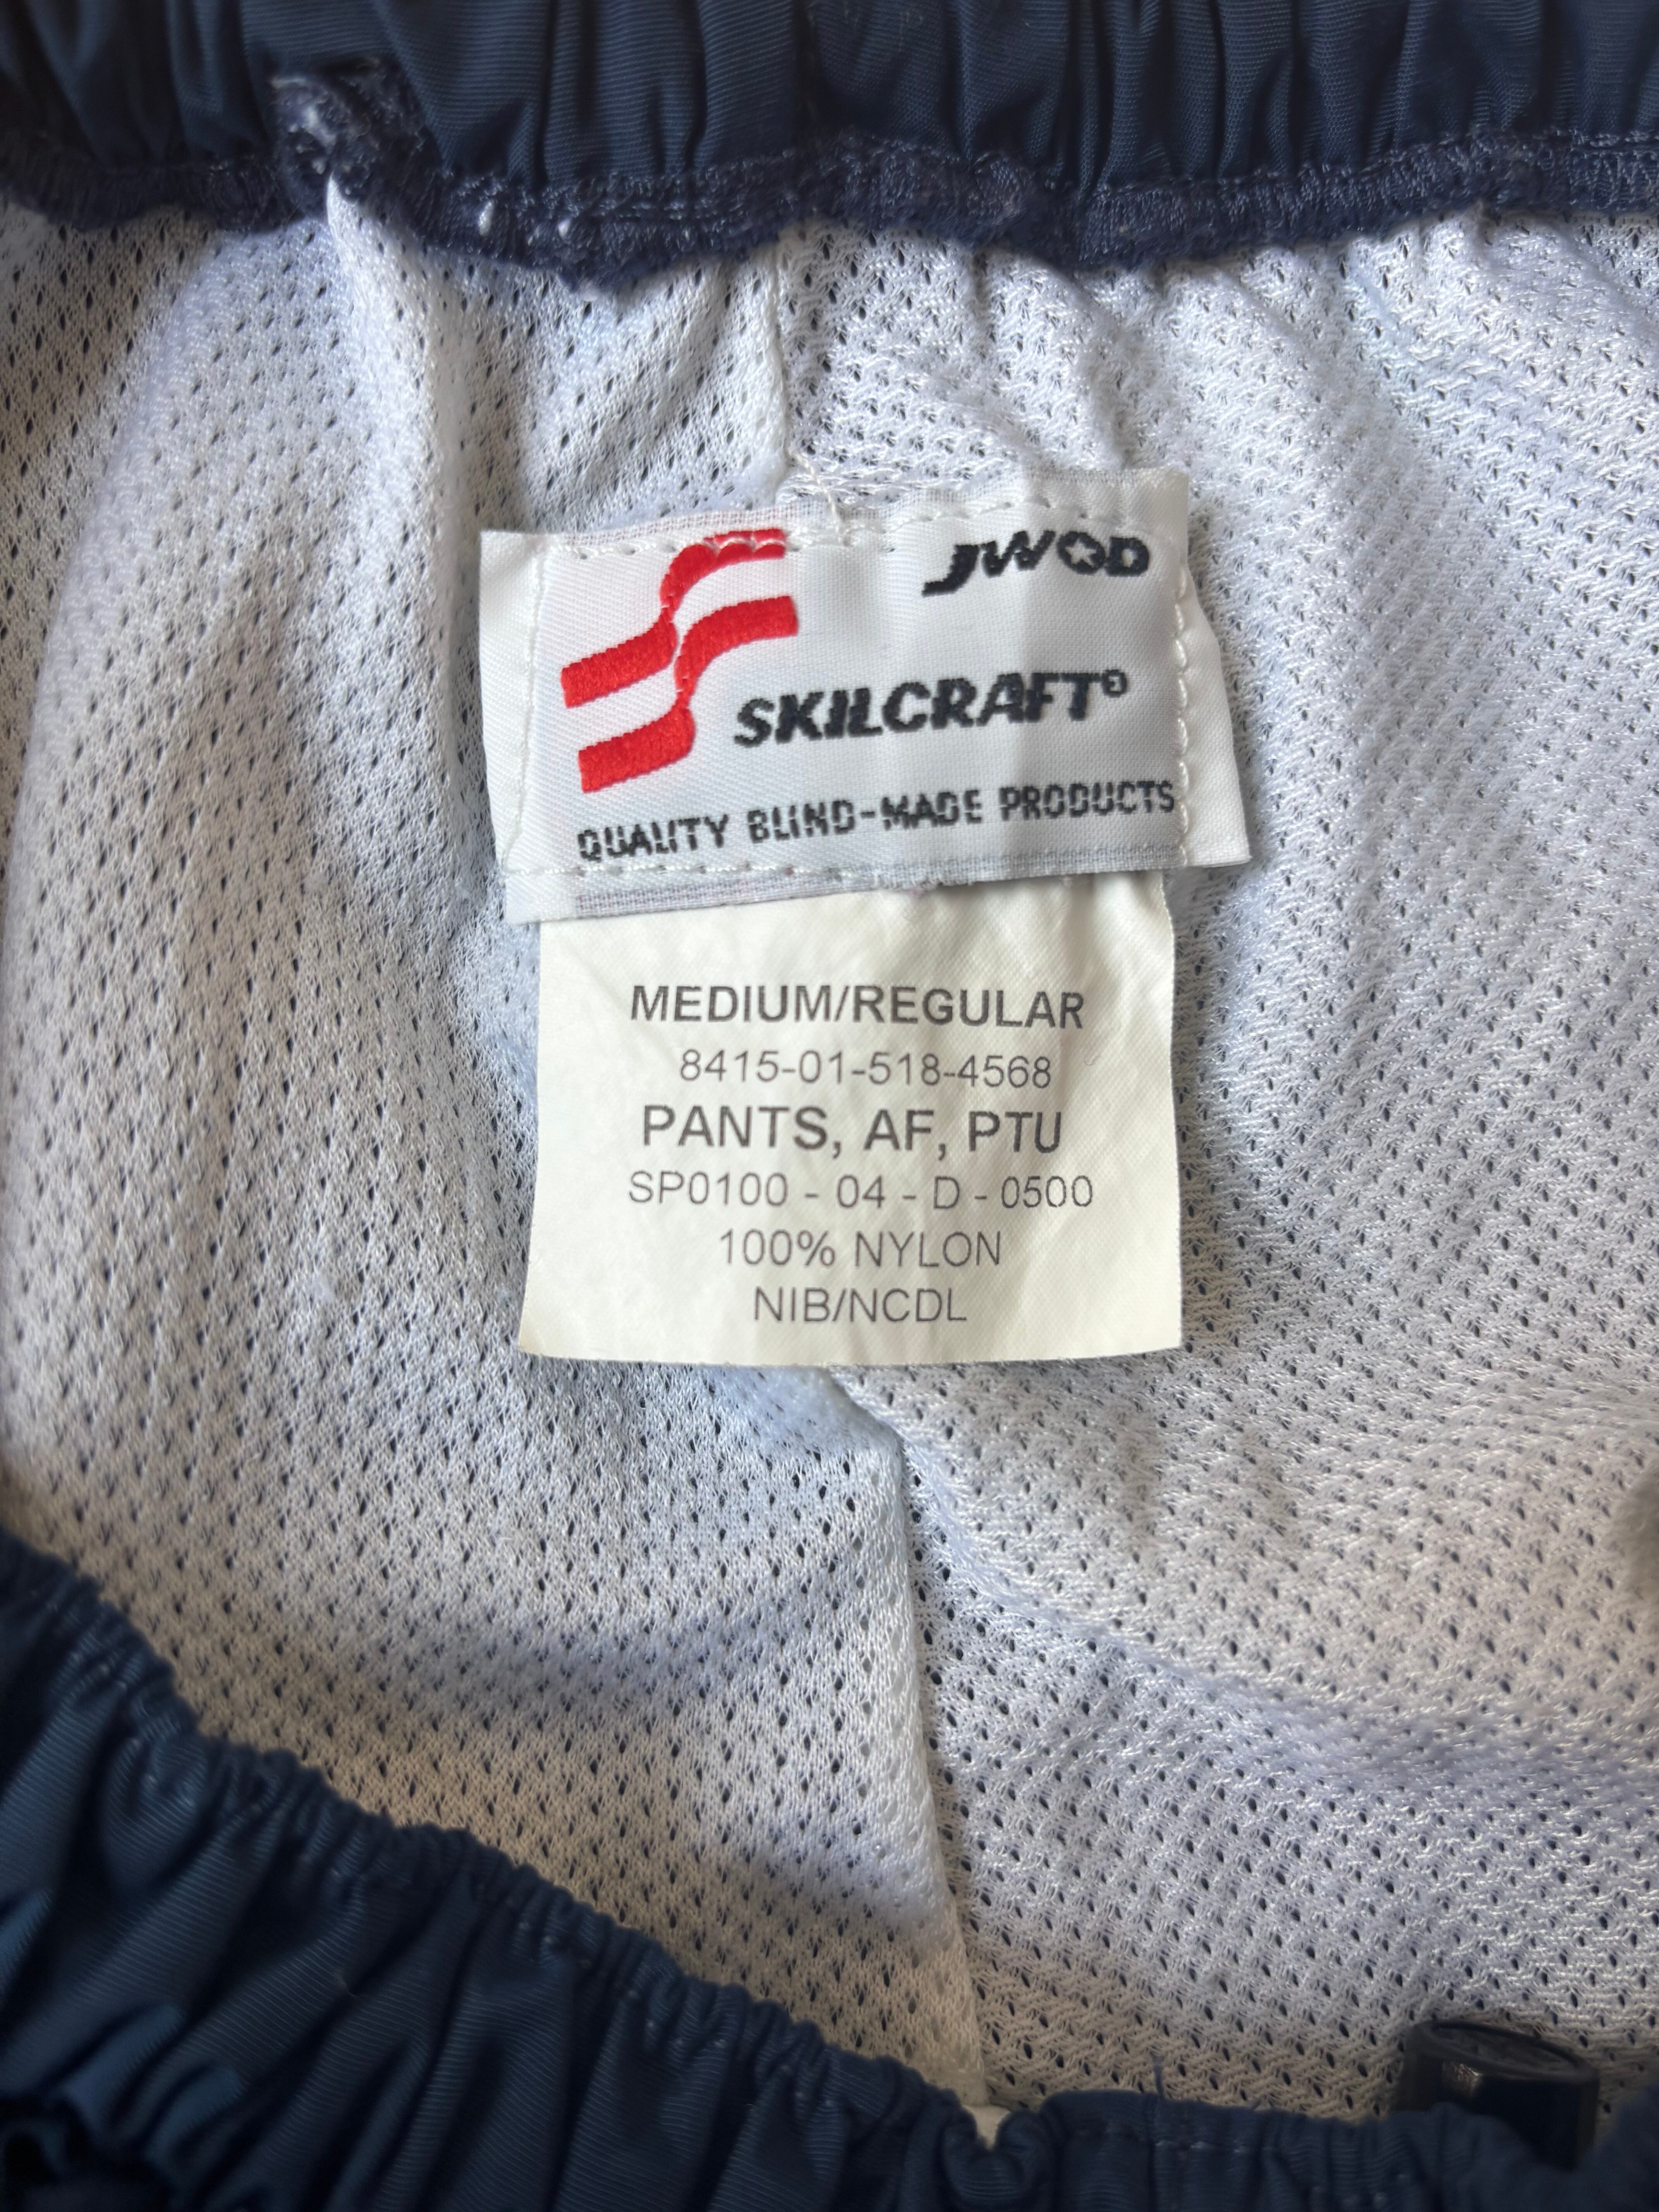 JWOD
SKILCRAFT®
QUALITY BLIND-MADE PRODUCTS
MEDIUM/REGULAR
8415-01-518-4568
PANTS, AF, PTU
SP0100 - 04 - D - 0500
100% NYLON
NIB/NCDL